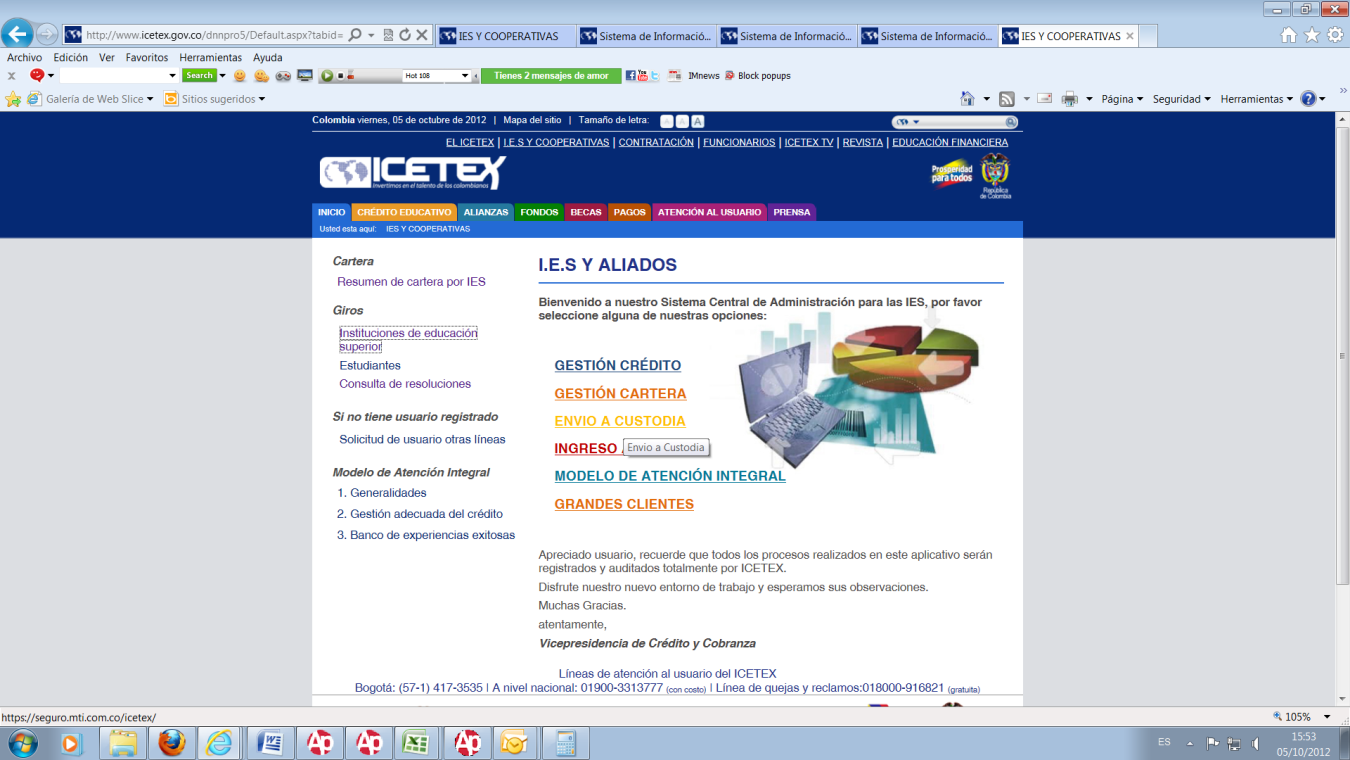 http://www.icetex.gov.co/dnnpro5/Default.aspx?tabid=
IES Y COOPERATIVAS
Sistema de Informació...
Sistema de Informació...
Sistema de Informació...
IES Y COOPERATIVAS
Archivo Edición Ver Favoritos Herramientas Ayuda
Search
Hot 108
Tienes 2 mensajes de amor
IMnews
Block popups
Galería de Web Slice
Sitios sugeridos
Página
Seguridad
Herramientas
Colombia viernes, 05 de octubre de 2012 | Mapa del sitio | Tamaño de letra: A A A
EL ICETEX | I.E.S Y COOPERATIVAS | CONTRATACIÓN | FUNCIONARIOS | ICETEX TV | REVISTA | EDUCACIÓN FINANCIERA
ICETEX
Invertimos en el talento de los colombianos
Prosperidad
para todos
República
de Colombia
INICIO CRÉDITO EDUCATIVO ALIANZAS FONDOS BECAS PAGOS ATENCIÓN AL USUARIO PRENSA
Usted esta aquí: IES Y COOPERATIVAS
Cartera
Resumen de cartera por IES
Giros
Instituciones de educación
superior
Estudiantes
Consulta de resoluciones
Si no tiene usuario registrado
Solicitud de usuario otras líneas
Modelo de Atención Integral
1. Generalidades
2. Gestión adecuada del crédito
3. Banco de experiencias exitosas
I.E.S Y ALIADOS
Bienvenido a nuestro Sistema Central de Administración para las IES, por favor
seleccione alguna de nuestras opciones:
GESTIÓN CRÉDITO
GESTIÓN CARTERA
ENVIO A CUSTODIA
INGRESO
Envio a Custodia
MODELO DE ATENCIÓN INTEGRAL
GRANDES CLIENTES
Apreciado usuario, recuerde que todos los procesos realizados en este aplicativo serán
registrados y auditados totalmente por ICETEX.
Disfrute nuestro nuevo entorno de trabajo y esperamos sus observaciones.
Muchas Gracias.
atentamente,
Vicepresidencia de Crédito y Cobranza
Líneas de atención al usuario del ICETEX
Bogotá: (57-1) 417-3535 | A nivel nacional: 01900-3313777 (con costo) | Línea de quejas y reclamos:018000-916821 (gratuita)
https://seguro.mti.com.co/icetex/
105%
ES
15:53
05/10/2012